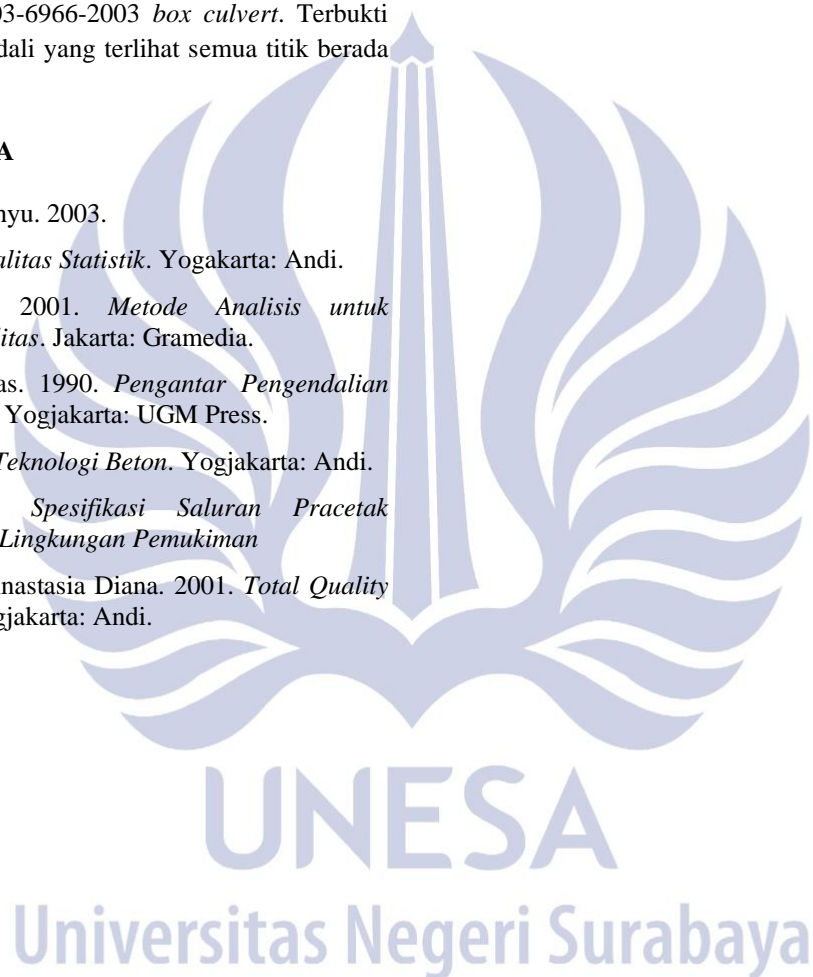 03-6966-2003 box culvert. Terbukti
dali yang terlihat semua titik berada
A
nyu. 2003.
alitas Statistik. Yogakarta: Andi.
2001. Metode Analisis untuk
itas. Jakarta: Gramedia.
as. 1990. Pengantar Pengendalian
Yogjakarta: UGM Press.
Teknologi Beton. Yogjakarta: Andi.
Spesifikasi Saluran Pracetak
Lingkungan Pemukiman
Anastasia Diana. 2001. Total Quality
gjakarta: Andi.
UNESA
Universitas Negeri Surabaya